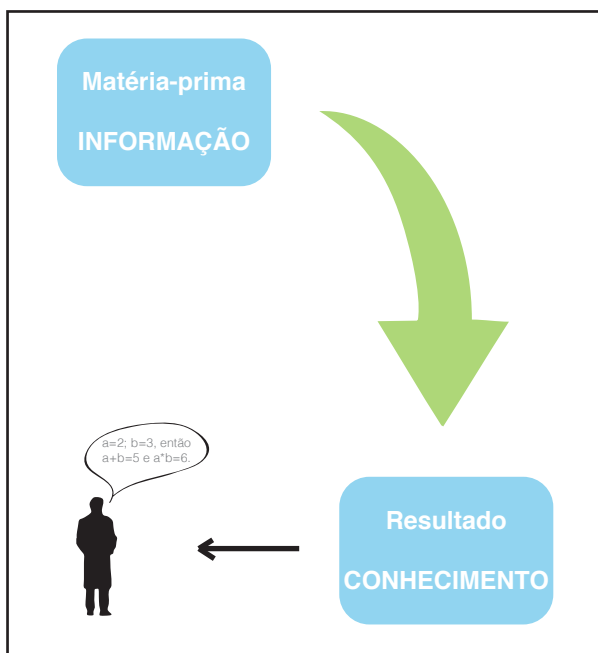 Matéria-prima
INFORMAÇÃO
a=2; b=3, então
a+b=5 e a*b=6.
Resultado
CONHECIMENTO